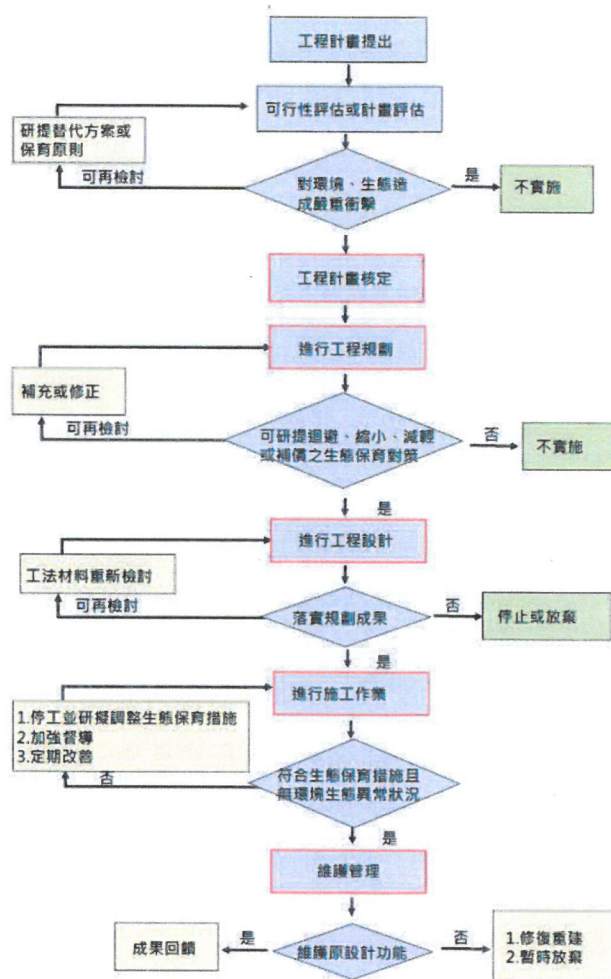 工程計畫提出
可行性評估或計畫評估
研提替代方案或
保育原則
可再檢討
對環境、生態造
成嚴重衝擊
是
不實施
工程計畫核定
進行工程規劃
補充或修正
可再檢討
可研提迴避、縮小、減輕
或補償之生態保育對策
否
不實施
是
進行工程設計
工法材料重新檢討
可再檢討
落實規劃成果
否
停止或放棄
是
進行施工作業
1.停工並研擬調整生態保育措施
2.加強督導
3.定期改善
否
符合生態保育措施且
無環境生態異常狀況
是
維護管理
成果回饋
是
維護原設計功能
否
1.修復重建
2.暫時放棄